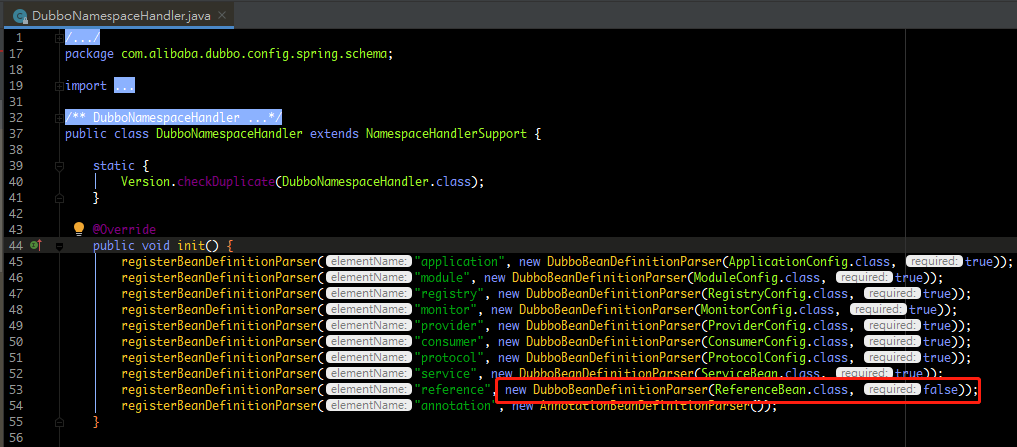 DubboNamespaceHandler.java
1 /.../
17 package com.alibaba.dubbo.config.spring.schema;
18
19 import ...
31
32 /** DubboNamespaceHandler ...*/
37 public class DubboNamespaceHandler extends NamespaceHandlerSupport {
38
39 static {
40 Version.checkDuplicate(DubboNamespaceHandler.class);
41 }
42
43 @Override
44 public void init() {
45 registerBeanDefinitionParser( elementName: "application", new DubboBeanDefinitionParser(ApplicationConfig.class, required: true));
46 registerBeanDefinitionParser( elementName: "module", new DubboBeanDefinitionParser(ModuleConfig.class, required: true));
47 registerBeanDefinitionParser( elementName: "registry", new DubboBeanDefinitionParser(RegistryConfig.class, required: true));
48 registerBeanDefinitionParser( elementName: "monitor", new DubboBeanDefinitionParser(MonitorConfig.class, required: true));
49 registerBeanDefinitionParser( elementName: "provider", new DubboBeanDefinitionParser(ProviderConfig.class, required: true));
50 registerBeanDefinitionParser( elementName: "consumer", new DubboBeanDefinitionParser(ConsumerConfig.class, required: true));
51 registerBeanDefinitionParser( elementName: "protocol", new DubboBeanDefinitionParser(ProtocolConfig.class, required: true));
52 registerBeanDefinitionParser( elementName: "service", new DubboBeanDefinitionParser(ServiceBean.class, required: true));
53 registerBeanDefinitionParser( elementName: "reference", new DubboBeanDefinitionParser(ReferenceBean.class, required: false));
54 registerBeanDefinitionParser( elementName: "annotation", new AnnotationBeanDefinitionParser());
55 }
56